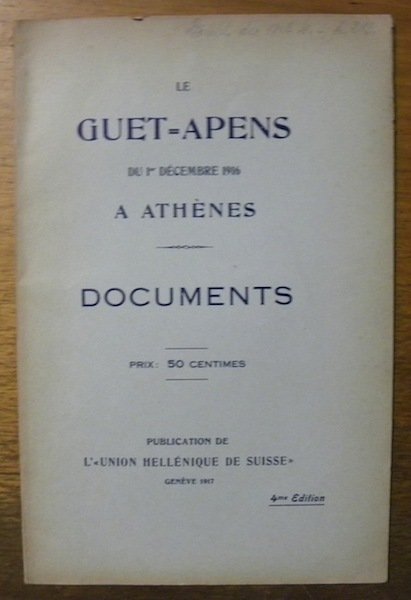 LE
GUET=APENS
DU 1er DÉCEMBRE 1916
A ATHÈNES
DOCUMENTS
PRIX: 50 CENTIMES
PUBLICATION DE
L'«UNION HELLÉNIQUE DE SUISSE»
GENÈVE 1917
4me Edition